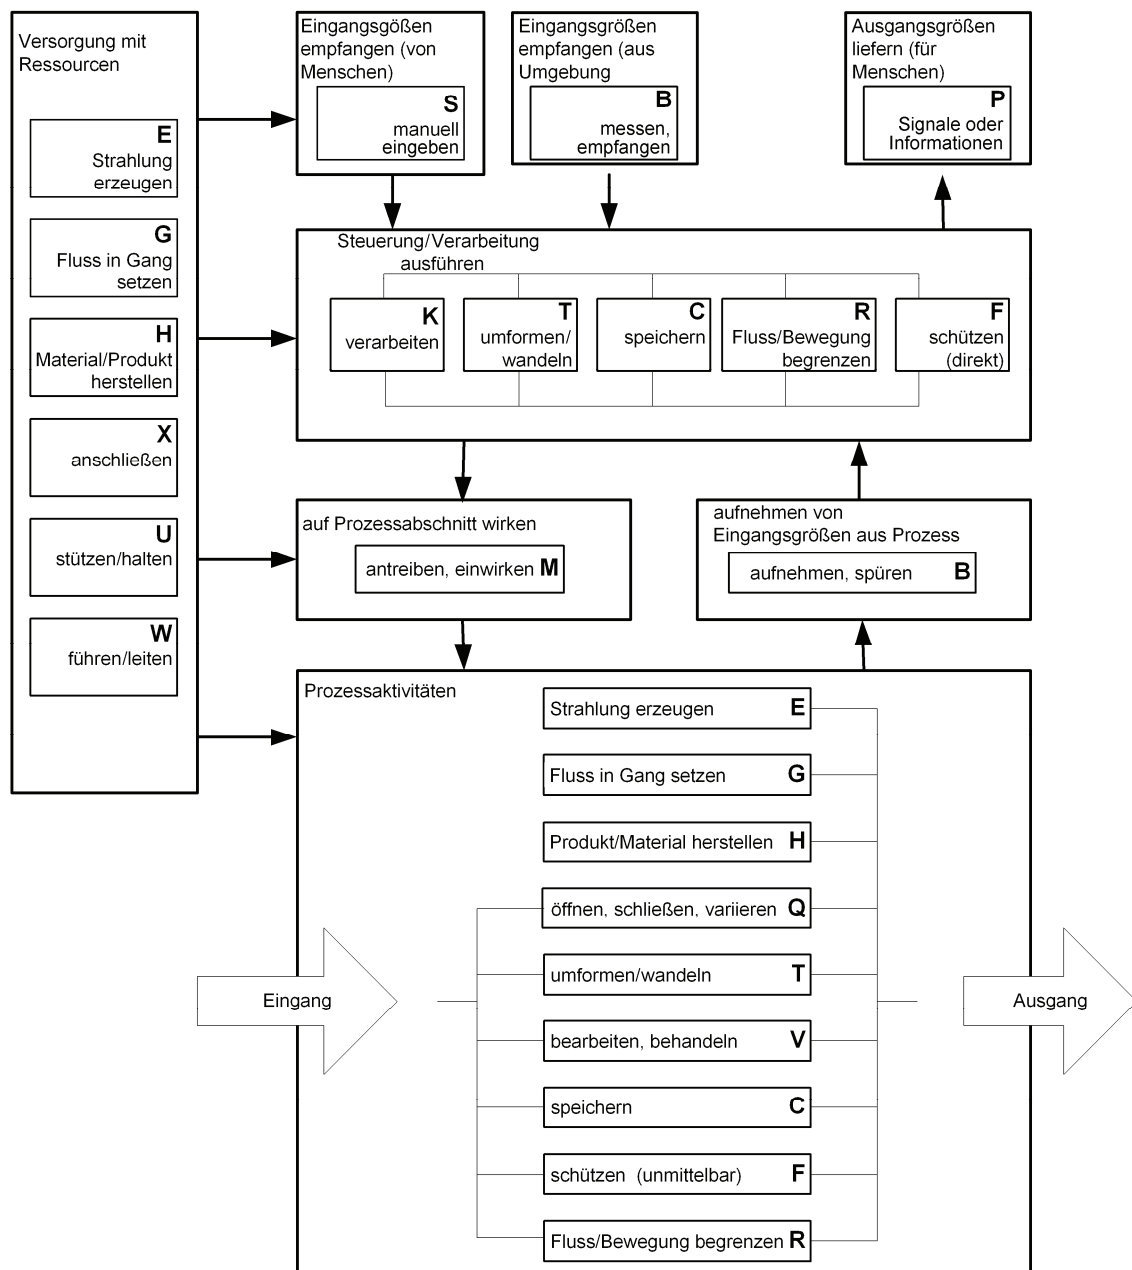 Versorgung mit
Ressourcen
E
Strahlung
erzeugen
G
Fluss in Gang
setzen
H
Material/Produkt
herstellen
X
anschließen
U
stützen/halten
W
führen/leiten
Eingangsgößen
empfangen (von
Menschen)
S
manuell
eingeben
Eingangsgrößen
empfangen (aus
Umgebung
B
messen,
empfangen
Ausgangsgrößen
liefern (für
Menschen)
P
Signale oder
Informationen
Steuerung/Verarbeitung
ausführen
K
verarbeiten
T
umformen/
wandeln
C
speichern
R
Fluss/Bewegung
begrenzen
F
schützen
(direkt)
auf Prozessabschnitt wirken
antreiben, einwirken M
aufnehmen von
Eingangsgrößen aus Prozess
aufnehmen, spüren B
Prozessaktivitäten
Strahlung erzeugen E
Fluss in Gang setzen G
Produkt/Material herstellen H
öffnen, schließen, variieren Q
umformen/wandeln T
Eingang
Ausgang
bearbeiten, behandeln V
speichern C
schützen (unmittelbar) F
Fluss/Bewegung begrenzen R